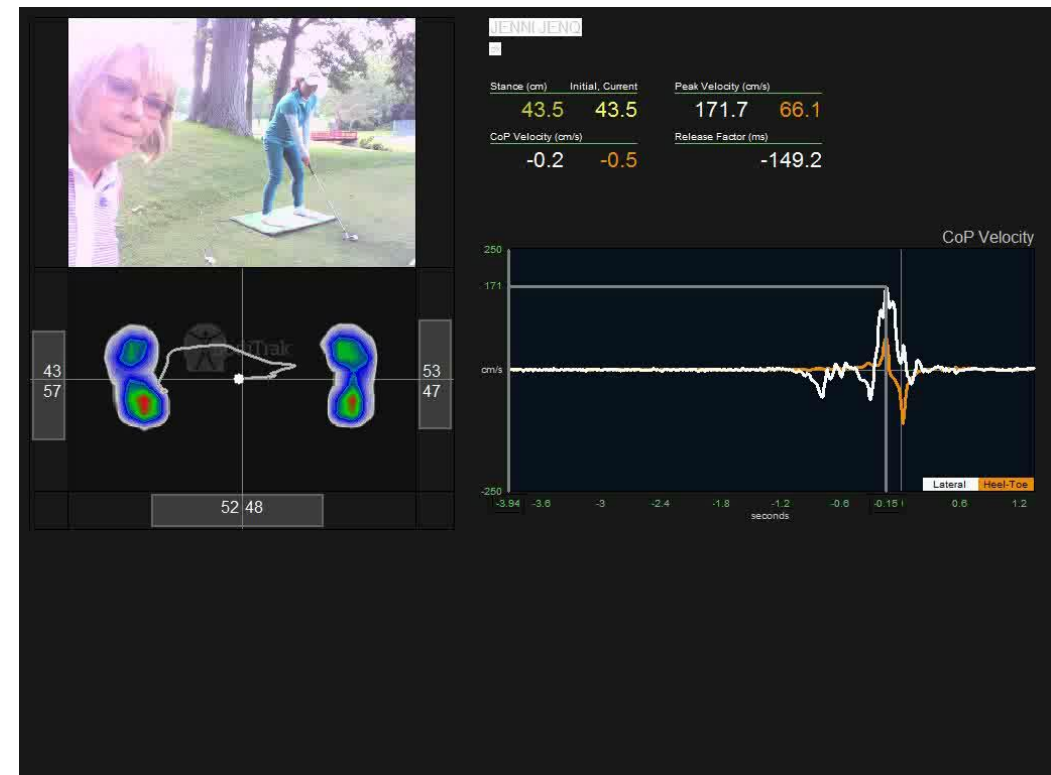 JENNI JENQ
Stance (cm) Initial, Current
43.5 43.5
Peak Velocity (cm/s)
171.7 66.1
CoP Velocity (cm/s)
-0.2 -0.5
Release Factor (ms)
-149.2
CoP Velocity
250
171
cm/s
-250
Lateral Heel-Toe
-3.94 -3.6 -3 -2.4 -1.8 -1.2 -0.6 -0.15 0.6 1.2
seconds
43
57
53
47
52 48